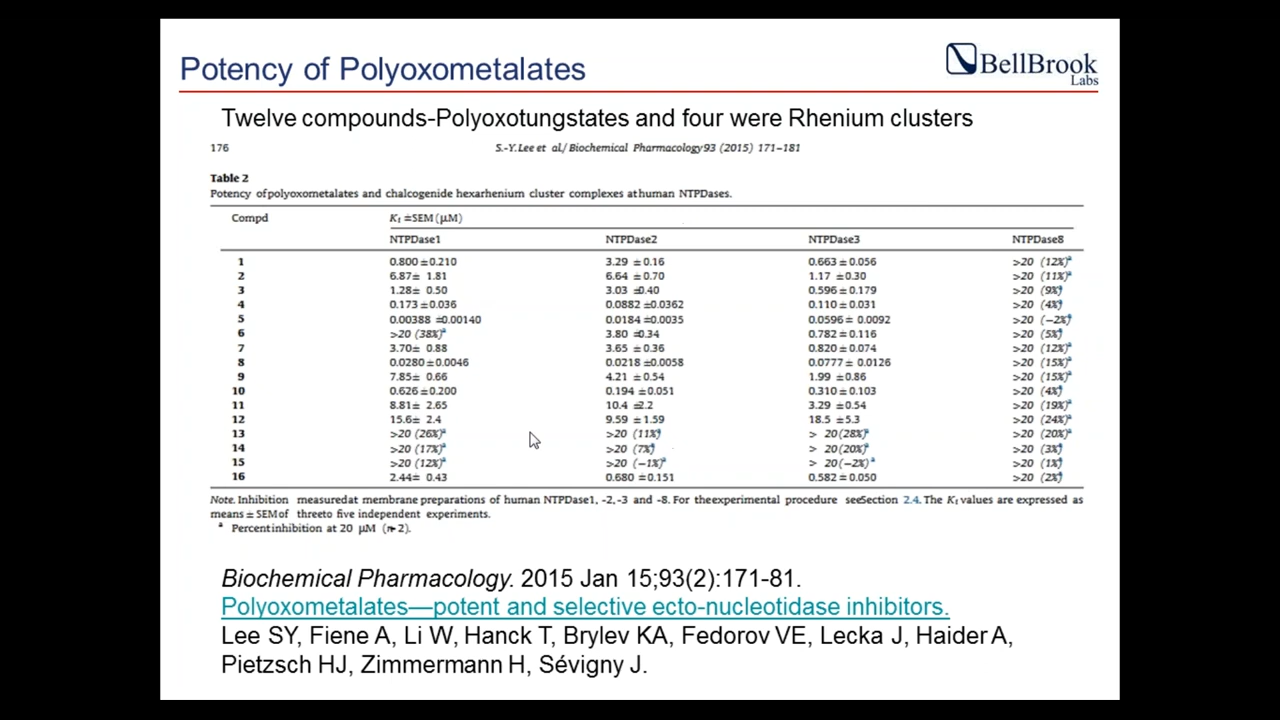 Potency of Polyoxometalates
BellBrook
Labs
Twelve compounds-Polyoxotungstates and four were Rhenium clusters
176 S.-Y. Lee et al./ Biochemical Pharmacology 93 (2015) 171–181
Table 2
Potency of polyoxometalates and chalcogenide hexarhenium cluster complexes at human NTPDases.
Compd Ki ±SEM (μM)
NTPDase1 NTPDase2 NTPDase3 NTPDase8
1 0.800 ±0.210 3.29 ±0.16 0.663 ±0.056 >20 (12%)a
2 6.87± 1.81 6.64 ±0.70 1.17 ±0.30 >20 (11%)a
3 1.28± 0.50 3.03 ±0.40 0.596 ±0.179 >20 (9%)a
4 0.173 ±0.036 0.0882 ±0.0362 0.110 ±0.031 >20 (4%)a
5 0.00388 ±0.00140 0.0184 ±0.0035 0.0596 ± 0.0092 >20 (−2%)a
6 >20 (38%)a 3.80 ±0.34 0.782 ±0.116 >20 (5%)a
7 3.70± 0.88 3.65 ±0.36 0.820 ±0.074 >20 (12%)a
8 0.0280 ±0.0046 0.0218 ±0.0058 0.0777 ± 0.0126 >20 (15%)a
9 7.85± 0.66 4.21 ±0.54 1.99 ±0.86 >20 (15%)a
10 0.626 ±0.200 0.194 ±0.051 0.310 ±0.103 >20 (4%)a
11 8.81± 2.65 10.4 ±2.2 3.29 ±0.54 >20 (19%)a
12 15.6± 2.4 9.59 ±1.59 18.5 ±5.3 >20 (24%)a
13 >20 (26%)a >20 (11%)a > 20(28%)a >20 (20%)a
14 >20 (17%)a >20 (7%)a > 20(20%)a >20 (3%)a
15 >20 (12%)a >20 (−1%)a > 20(−2%)a >20 (1%)a
16 2.44± 0.43 0.680 ±0.151 0.582 ±0.050 >20 (2%)a
Note. Inhibition measured at membrane preparations of human NTPDase1, -2, -3 and -8. For the experimental procedure see Section 2.4. The Ki values are expressed as
means ± SEM of three to five independent experiments.
a Percent inhibition at 20 μM (n=2).
Biochemical Pharmacology. 2015 Jan 15;93(2):171-81.
Polyoxometalates—potent and selective ecto-nucleotidase inhibitors.
Lee SY, Fiene A, Li W, Hanck T, Brylev KA, Fedorov VE, Lecka J, Haider A,
Pietzsch HJ, Zimmermann H, Sévigny J.